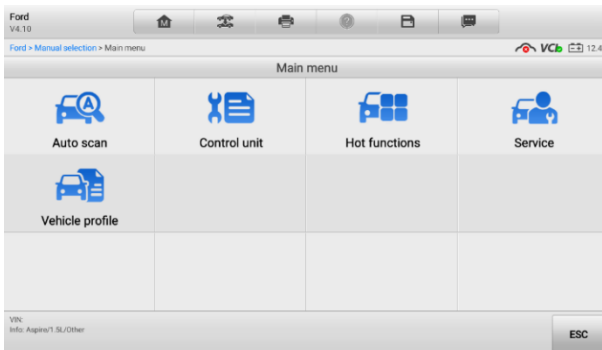 Ford
V4.10
Ford > Manual selection > Main menu
VCI 12.4
Main menu
Auto scan
Control unit
Hot functions
Service
Vehicle profile
VIN:
Info: Aspire/1.5L/Other
ESC